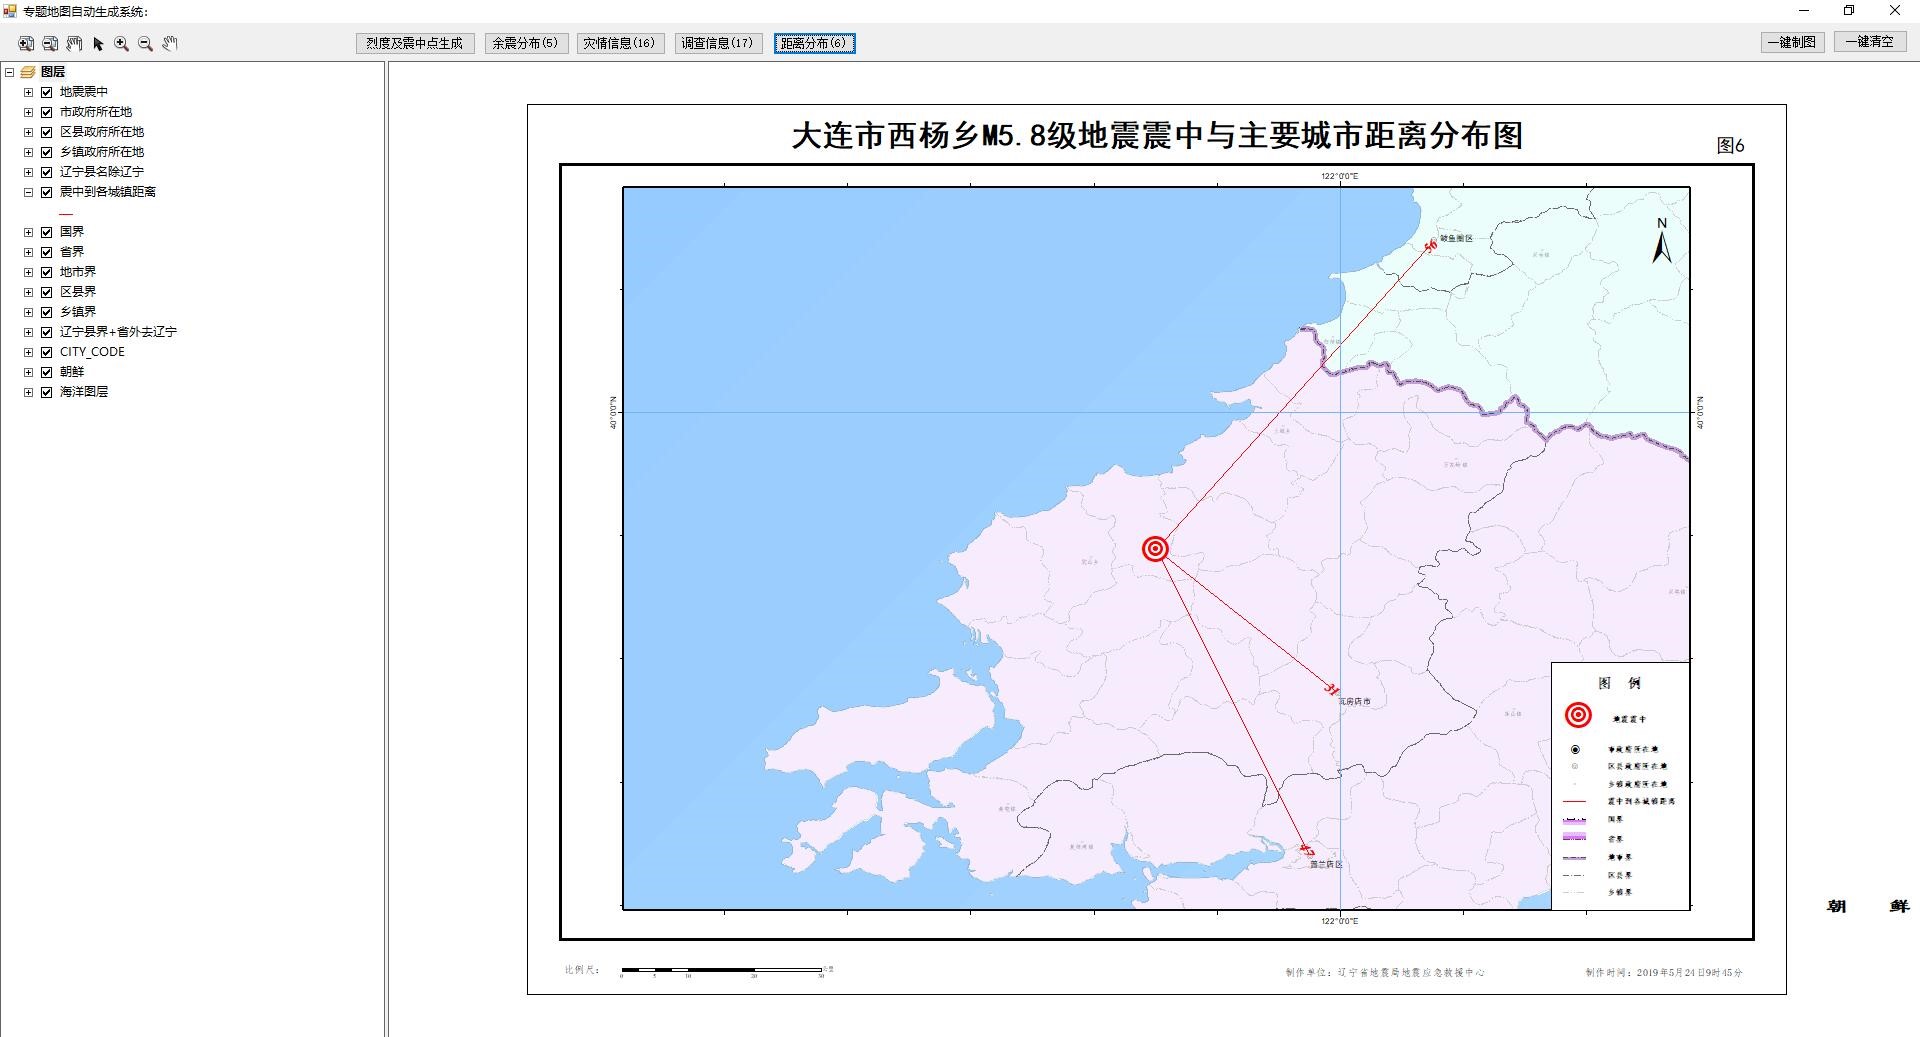 专题地图自动生成系统:
烈度及震中点生成
余震分布(5)
灾情信息(16)
调查信息(17)
距离分布(6)
一键制图
一键清空
图层
地震震中
市政府所在地
区县政府所在地
乡镇政府所在地
辽宁县名除辽宁
震中到各城镇距离
国界
省界
地市界
区县界
乡镇界
辽宁县界+省外去辽宁
CITY_CODE
朝鲜
海洋图层
大连市西杨乡M5.8级地震震中与主要城市距离分布图
图6
122°0'0"E
N
56
鲅鱼圈区
40°0'0"N
40°0'0"N
31
瓦房店市
47
普兰店区
图 例
地震震中
市政府所在地
区县政府所在地
乡镇政府所在地
震中到各城镇距离
国界
省界
地市界
区县界
乡镇界
122°0'0"E
朝 鲜
比例尺:
0 5 10 20 30
公里
制作单位: 辽宁省地震局地震应急救援中心
制作时间: 2019年5月24日9时45分